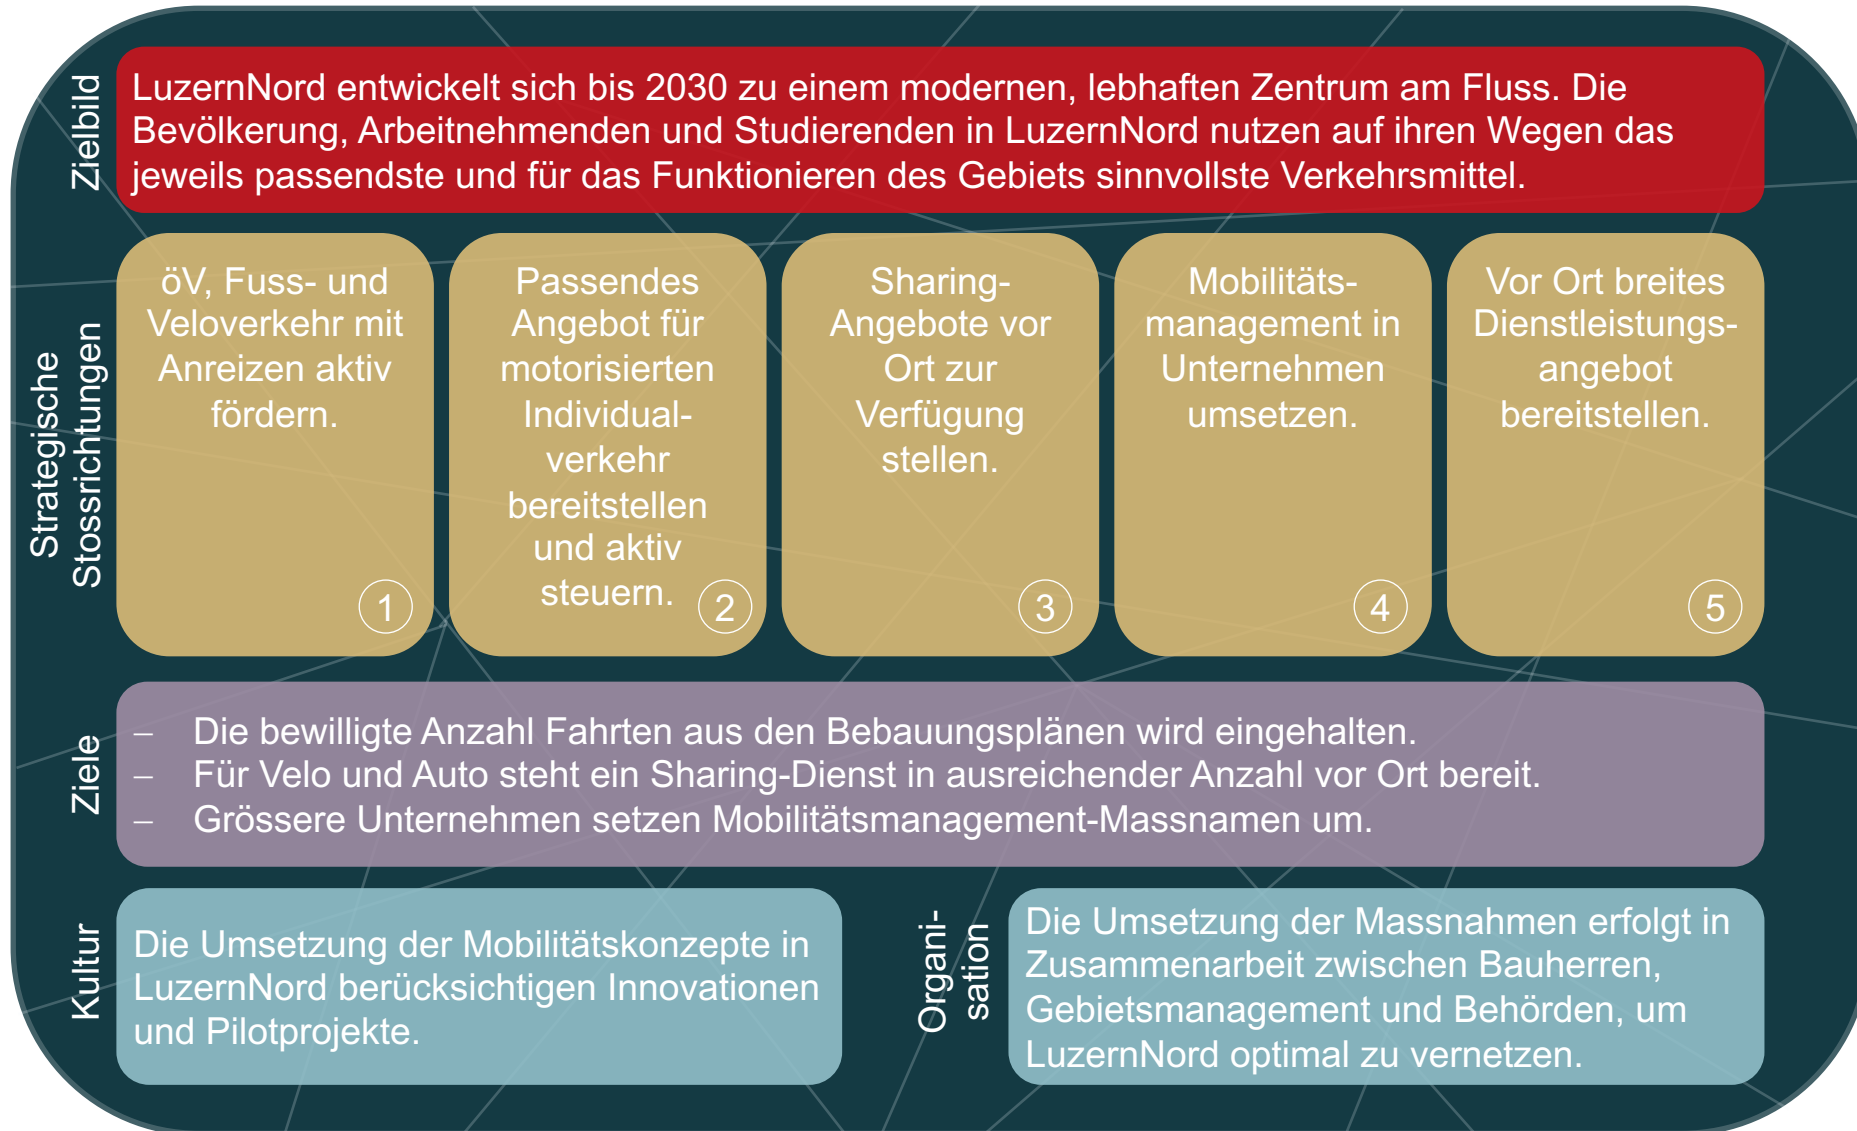 Zielbild
LuzernNord entwickelt sich bis 2030 zu einem modernen, lebhaften Zentrum am Fluss. Die
Bevölkerung, Arbeitnehmenden und Studierenden in LuzernNord nutzen auf ihren Wegen das
jeweils passendste und für das Funktionieren des Gebiets sinnvollste Verkehrsmittel.
Strategische
Stossrichtungen
öV, Fuss- und
Veloverkehr mit
Anreizen aktiv
fördern.
1
Passendes
Angebot für
motorisierten
Individual-
verkehr
bereitstellen
und aktiv
steuern.
2
Sharing-
Angebote vor
Ort zur
Verfügung
stellen.
3
Mobilitäts-
management in
Unternehmen
umsetzen.
4
Vor Ort breites
Dienstleistungs-
angebot
bereitstellen.
5
Ziele
– Die bewilligte Anzahl Fahrten aus den Bebauungsplänen wird eingehalten.
– Für Velo und Auto steht ein Sharing-Dienst in ausreichender Anzahl vor Ort bereit.
– Grössere Unternehmen setzen Mobilitätsmanagement-Massnamen um.
Kultur
Die Umsetzung der Mobilitätskonzepte in
LuzernNord berücksichtigen Innovationen
und Pilotprojekte.
Organi-
sation
Die Umsetzung der Massnahmen erfolgt in
Zusammenarbeit zwischen Bauherren,
Gebietsmanagement und Behörden, um
LuzernNord optimal zu vernetzen.